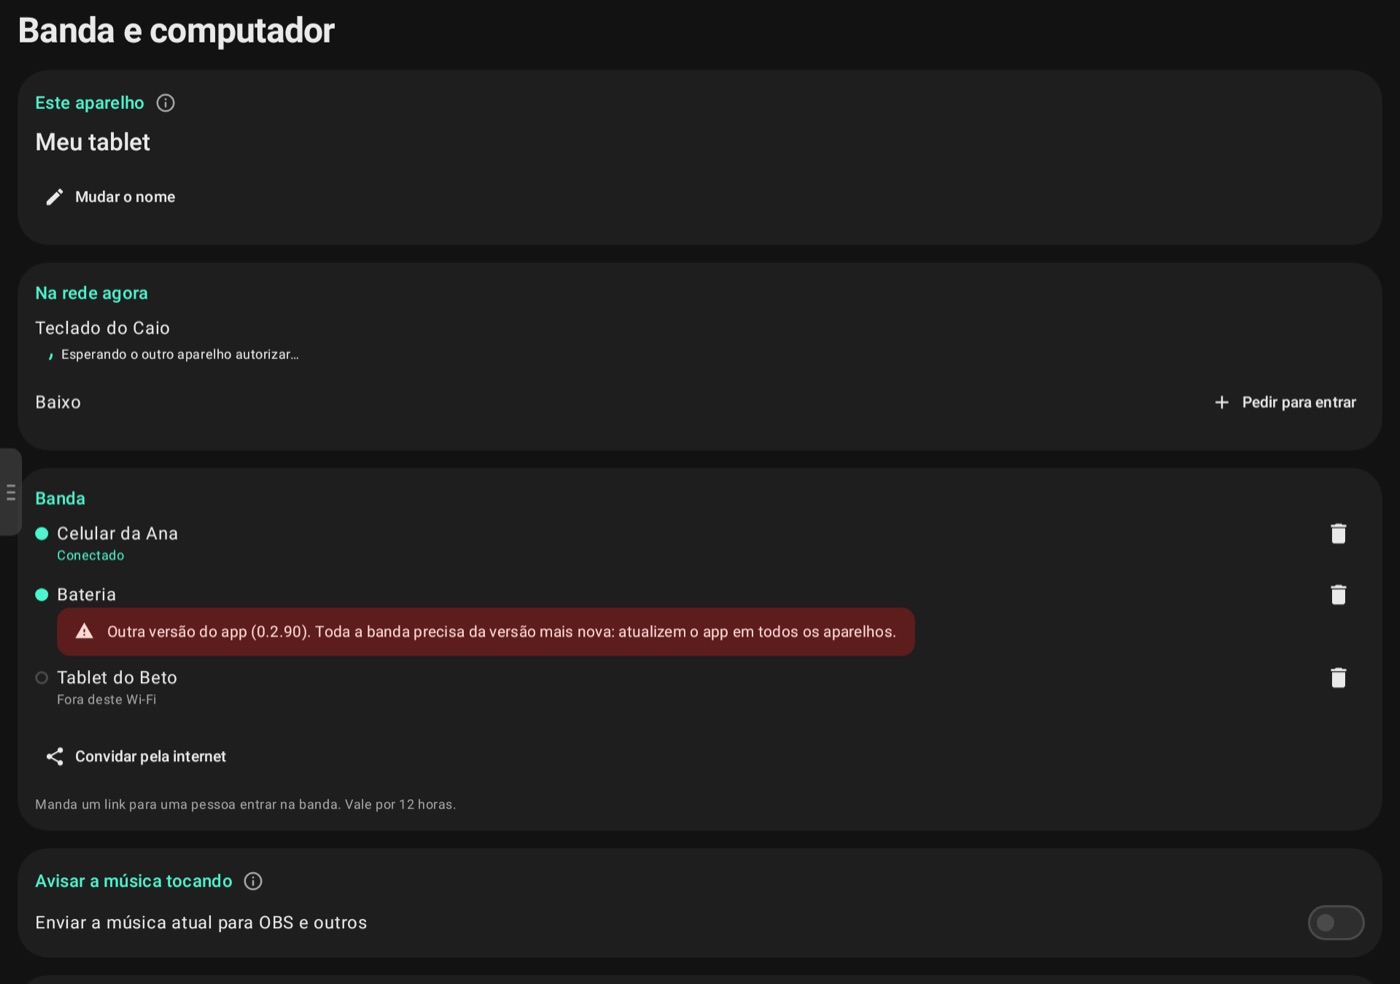 Banda e computador
Este aparelho
Meu tablet
Mudar o nome
Na rede agora
Teclado do Caio
Esperando o outro aparelho autorizar…
Baixo
Pedir para entrar
Banda
Celular da Ana
Conectado
Bateria
Outra versão do app (0.2.90). Toda a banda precisa da versão mais nova: atualizem o app em todos os aparelhos.
Tablet do Beto
Fora deste Wi-Fi
Convidar pela internet
Manda um link para uma pessoa entrar na banda. Vale por 12 horas.
Avisar a música tocando
Enviar a música atual para OBS e outros